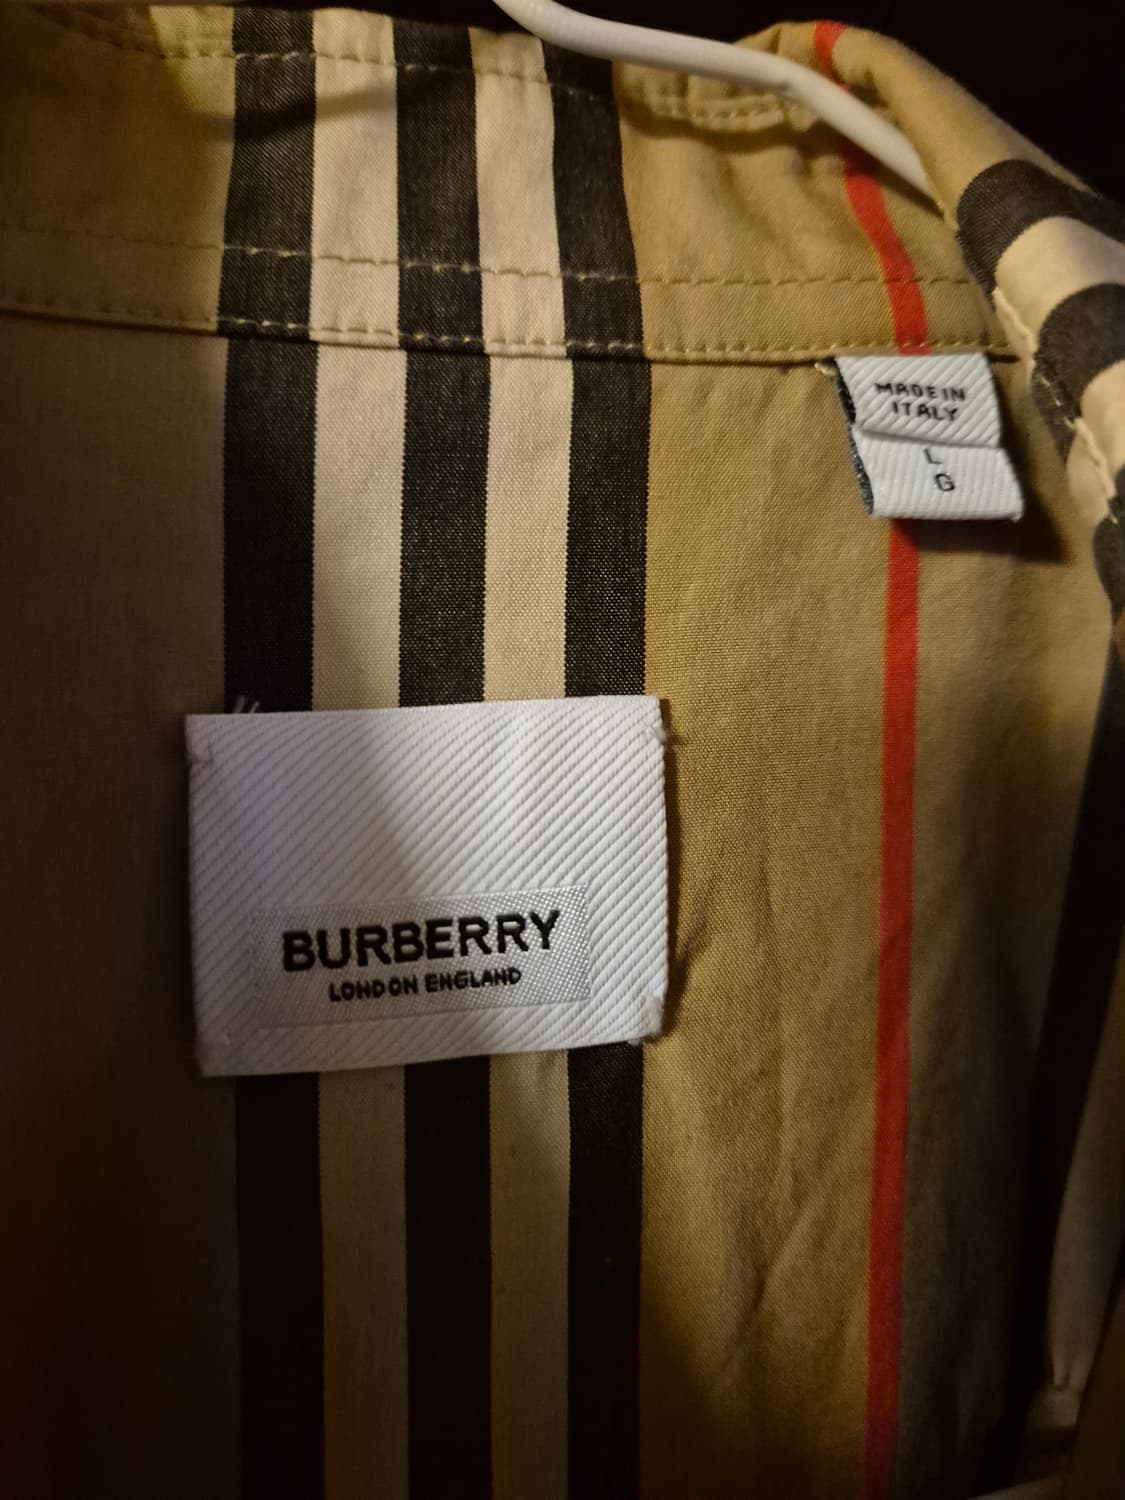 MADE IN
ITALY
L
G
BURBERRY
LONDON ENGLAND